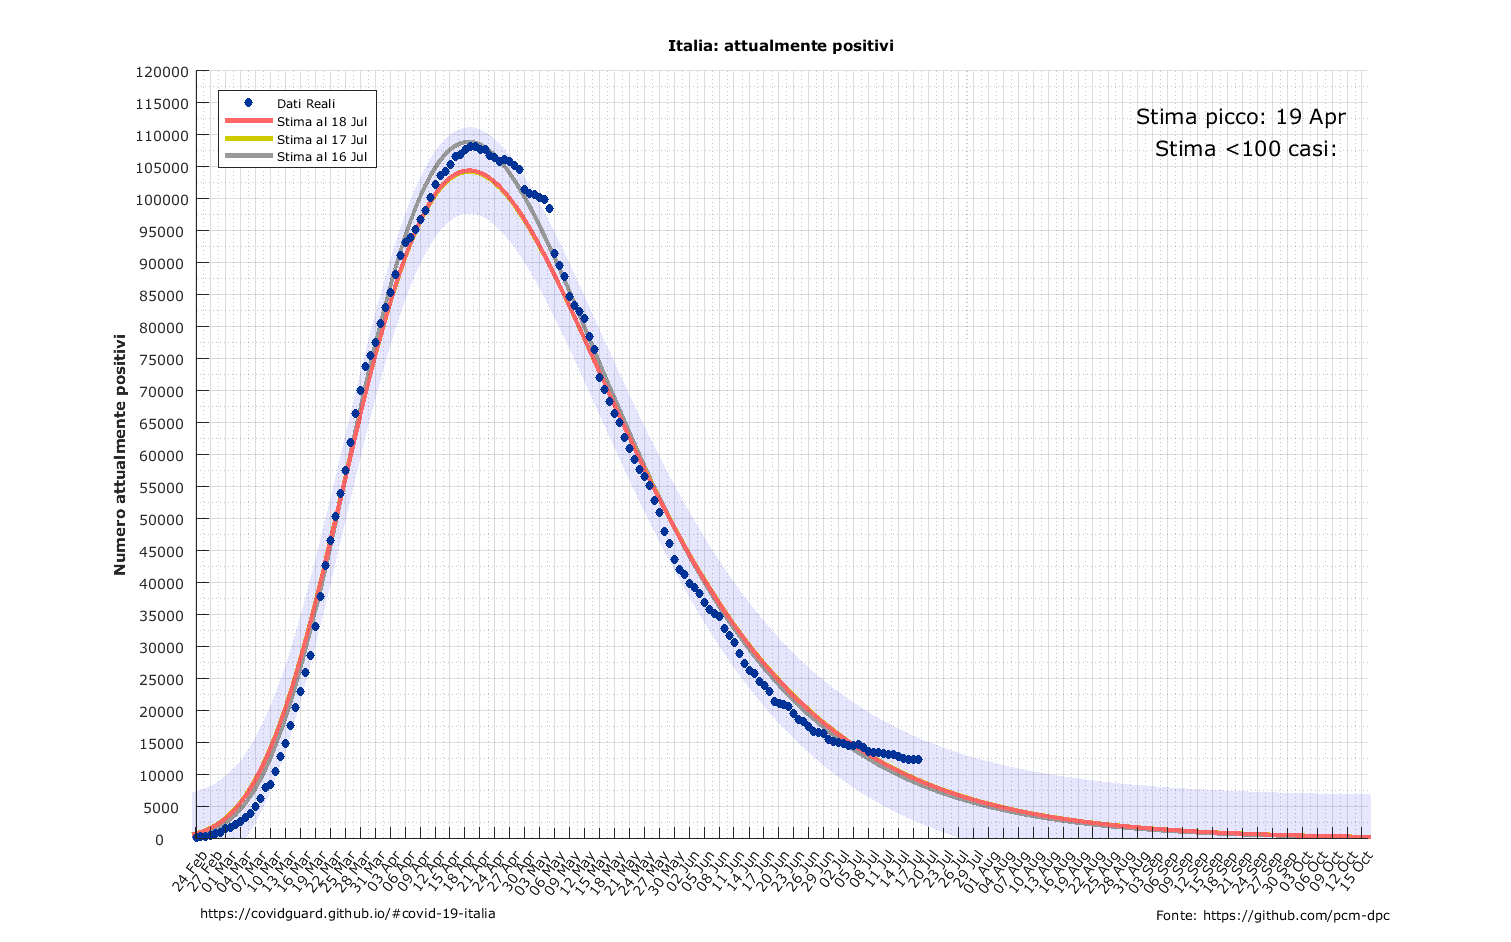 Italia: attualmente positivi
120000
115000
110000
105000
100000
95000
90000
85000
80000
75000
70000
65000
60000
55000
50000
45000
40000
35000
30000
25000
20000
15000
10000
5000
0
Numero attualmente positivi
Dati Reali
Stima al 18 Jul
Stima al 17 Jul
Stima al 16 Jul
Stima picco: 19 Apr
Stima <100 casi:
24 Feb
27 Feb
01 Mar
04 Mar
07 Mar
10 Mar
13 Mar
16 Mar
19 Mar
22 Mar
25 Mar
28 Mar
31 Mar
03 Apr
06 Apr
09 Apr
12 Apr
15 Apr
18 Apr
21 Apr
24 Apr
27 Apr
30 Apr
03 May
06 May
09 May
12 May
15 May
18 May
21 May
24 May
27 May
30 May
02 Jun
05 Jun
08 Jun
11 Jun
14 Jun
17 Jun
20 Jun
23 Jun
26 Jun
29 Jun
02 Jul
05 Jul
08 Jul
11 Jul
14 Jul
17 Jul
20 Jul
23 Jul
26 Jul
29 Jul
01 Aug
04 Aug
07 Aug
10 Aug
13 Aug
16 Aug
19 Aug
22 Aug
25 Aug
28 Aug
31 Aug
03 Sep
06 Sep
09 Sep
12 Sep
15 Sep
18 Sep
21 Sep
24 Sep
27 Sep
30 Sep
03 Oct
06 Oct
09 Oct
12 Oct
15 Oct
https://covidguard.github.io/#covid-19-italia
Fonte: https://github.com/pcm-dpc